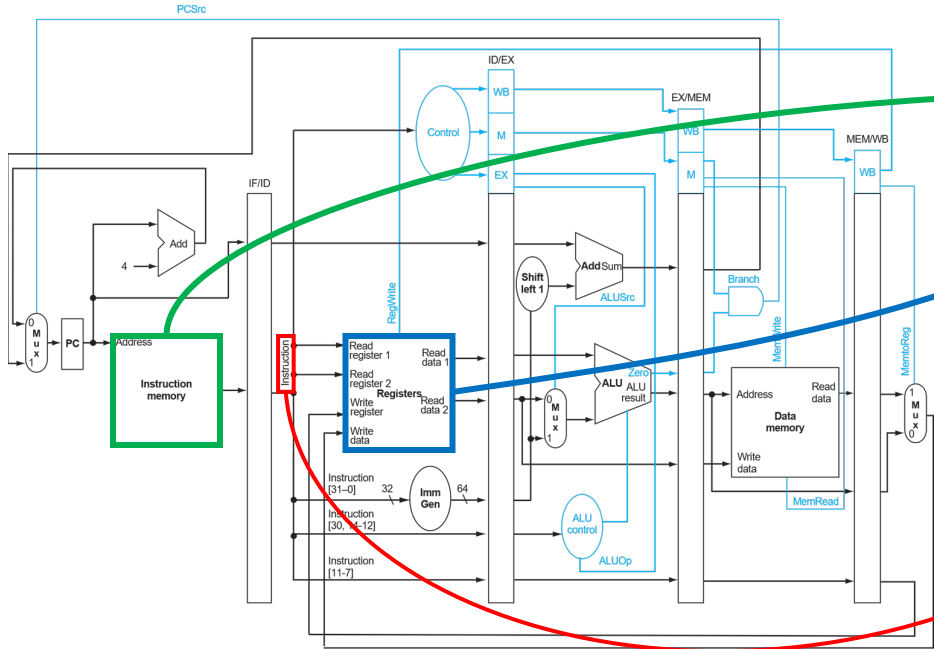 PCSrc
ID/EX
WB
EX/MEM
Control
M
WB
MEM/WB
EX
M
WB
IF/ID
Add
4
Shift
left 1
Add Sum
Branch
ALUSrc
RegWrite
MemWrite
MemtoReg
0
M
u
x
1
PC
Address
Instruction
memory
Instruction
Read
register 1
Read
data 1
Read
register 2
Registers
Write
register
Read
data 2
Write
data
Zero
ALU
ALU
result
0
M
u
x
1
Address
Read
data
Data
memory
Write
data
1
M
u
x
0
MemRead
Instruction
[31–0]
32
Imm
Gen
64
Instruction
[30, 14-12]
ALU
control
ALUOp
Instruction
[11-7]